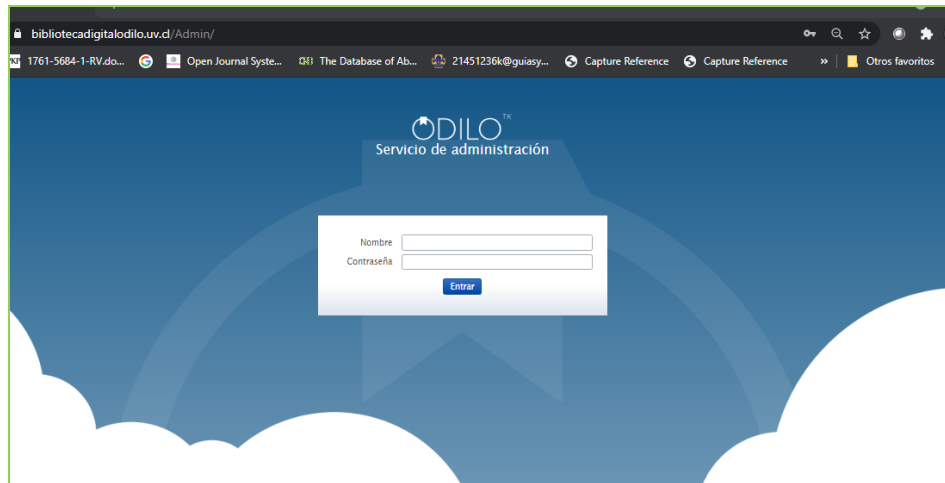 bibliotecadigitalodilo.uv.cl/Admin/
1761-5684-1-RV.do... Open Journal Syste... The Database of Ab... 21451236k@guiasy... Capture Reference Capture Reference » Otros favoritos
ODILO TK
Servicio de administración
Nombre
Contraseña
Entrar